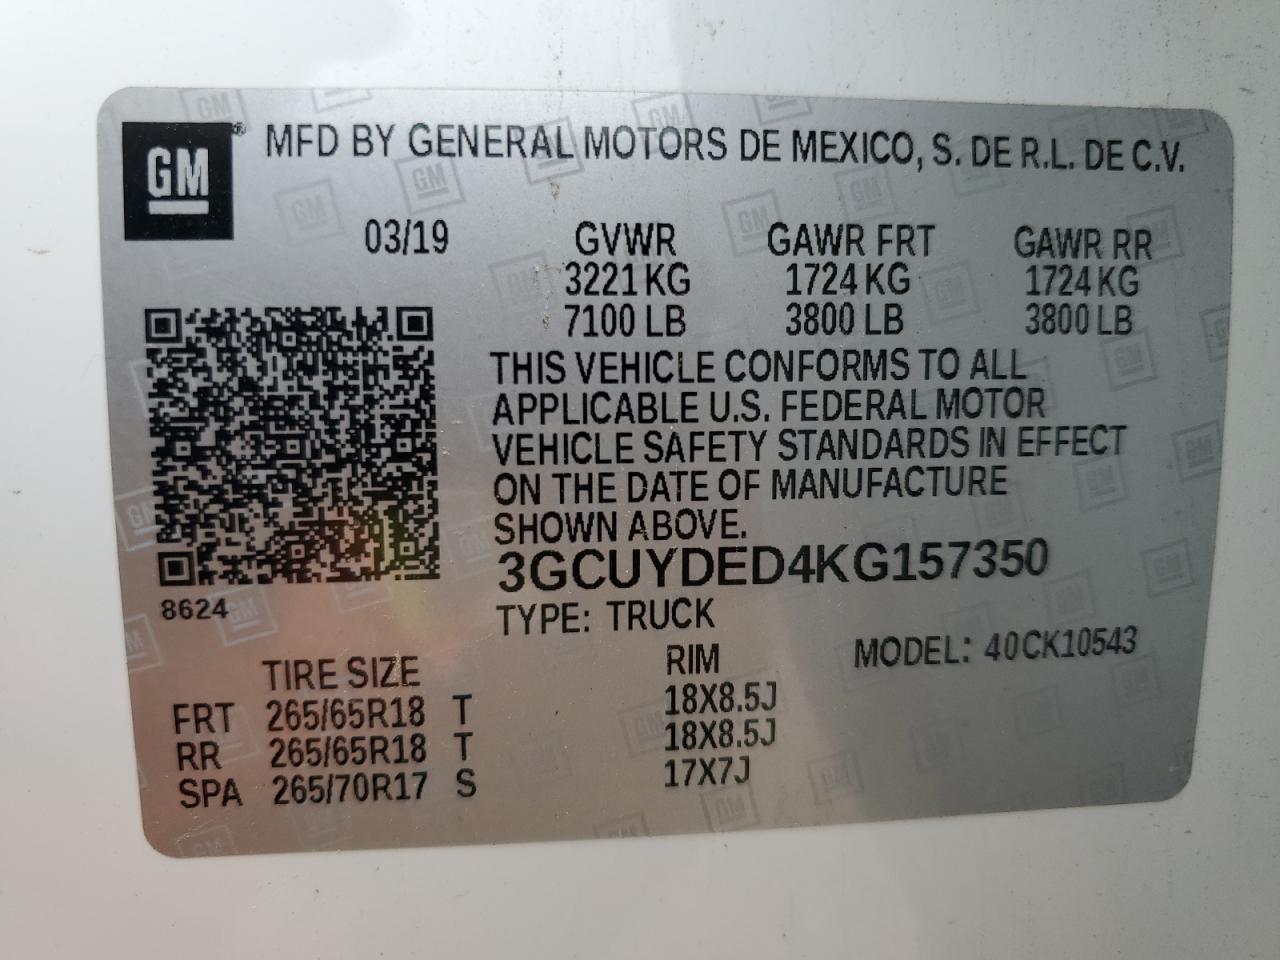 GM® MFD BY GENERAL MOTORS DE MEXICO, S. DE R.L. DE C.V.
03/19 GVWR GAWR FRT GAWR RR
3221 KG 1724 KG 1724 KG
7100 LB 3800 LB 3800 LB
THIS VEHICLE CONFORMS TO ALL
APPLICABLE U.S. FEDERAL MOTOR
VEHICLE SAFETY STANDARDS IN EFFECT
ON THE DATE OF MANUFACTURE
SHOWN ABOVE.
3GCUYDED4KG157350
8624
TYPE: TRUCK
MODEL: 40CK10543
TIRE SIZE RIM
FRT 265/65R18 T 18X8.5J
RR 265/65R18 T 18X8.5J
SPA 265/70R17 S 17X7J